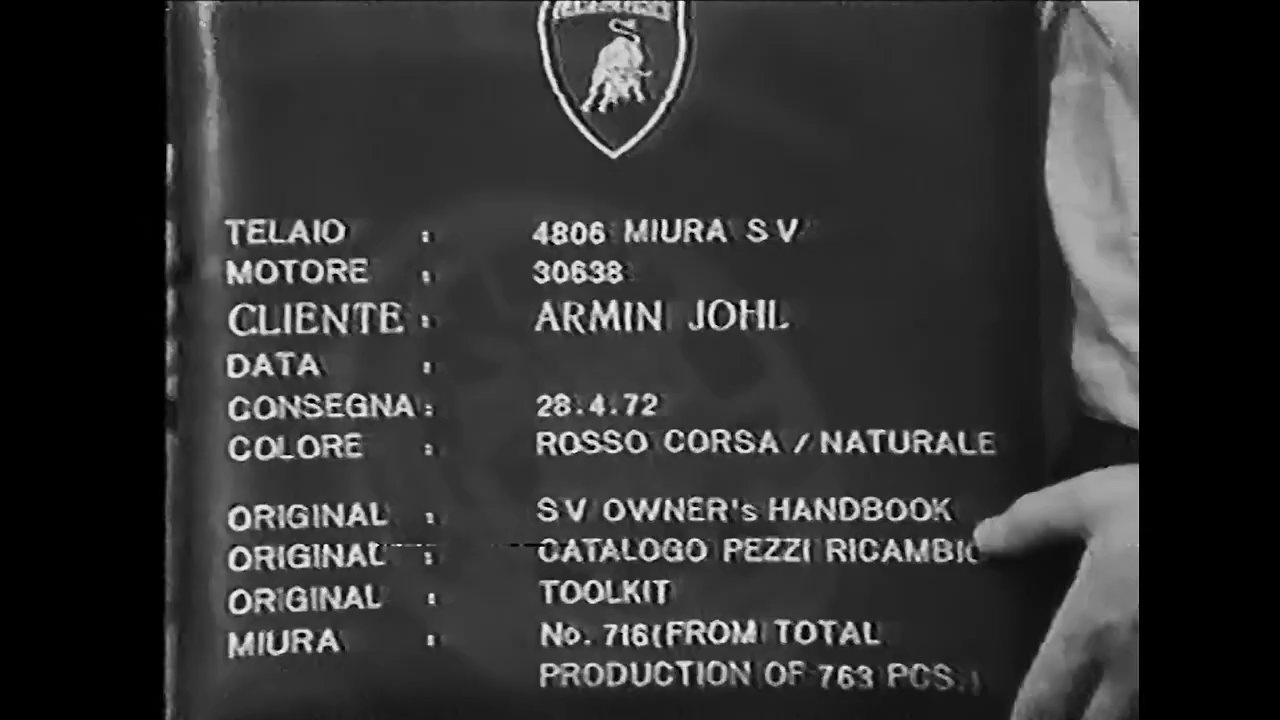 TELAIO : 4806 MIURA SV
MOTORE : 30638
CLIENTE : ARMIN JOHL
DATA :
CONSEGNA : 28.4.72
COLORE : ROSSO CORSA / NATURALE
ORIGINAL : SV OWNER's HANDBOOK
ORIGINAL : CATALOGO PEZZI RICAMBIO
ORIGINAL : TOOLKIT
MIURA : No. 716(FROM TOTAL
PRODUCTION OF 763 PCS.)